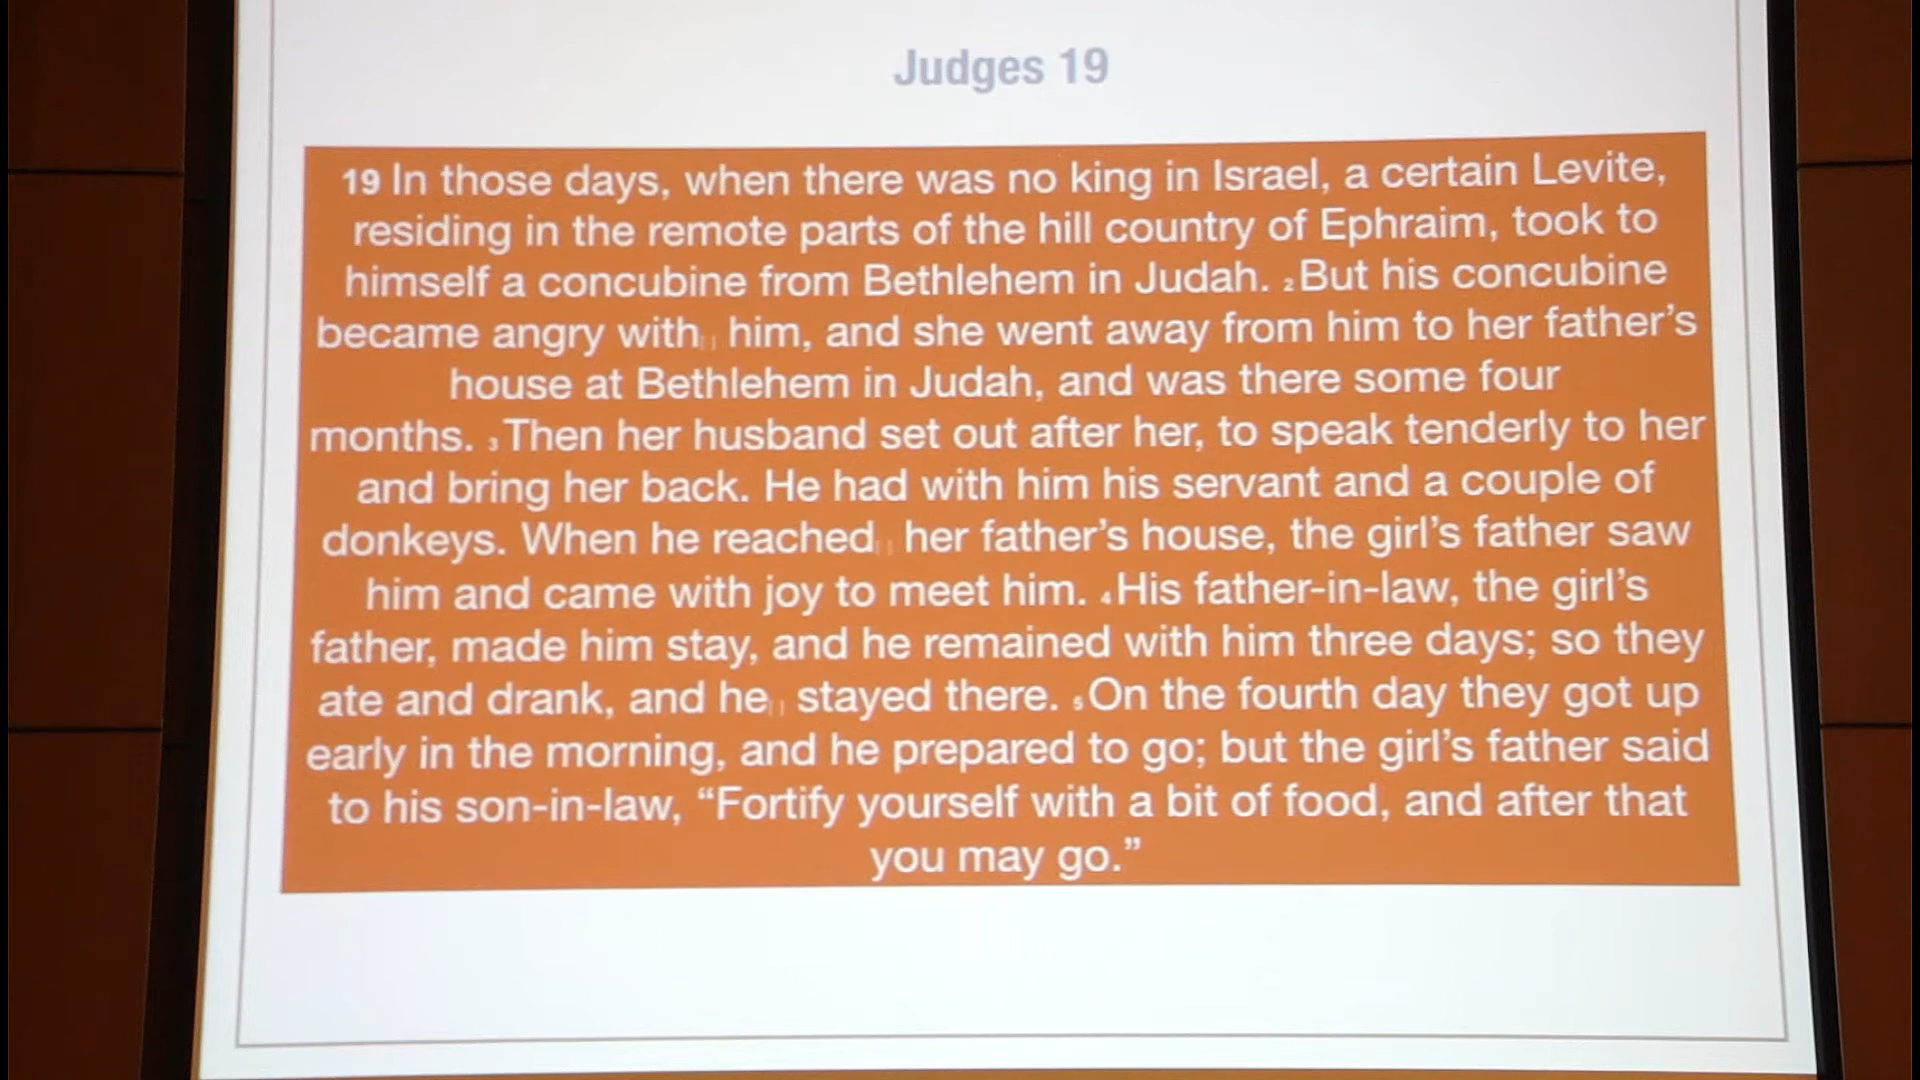 Judges 19
19 In those days, when there was no king in Israel, a certain Levite,
residing in the remote parts of the hill country of Ephraim, took to
himself a concubine from Bethlehem in Judah. 2 But his concubine
became angry with him, and she went away from him to her father’s
house at Bethlehem in Judah, and was there some four
months. 3 Then her husband set out after her, to speak tenderly to her
and bring her back. He had with him his servant and a couple of
donkeys. When he reached her father’s house, the girl’s father saw
him and came with joy to meet him. 4 His father-in-law, the girl’s
father, made him stay, and he remained with him three days; so they
ate and drank, and he stayed there. 5 On the fourth day they got up
early in the morning, and he prepared to go; but the girl’s father said
to his son-in-law, “Fortify yourself with a bit of food, and after that
you may go.”